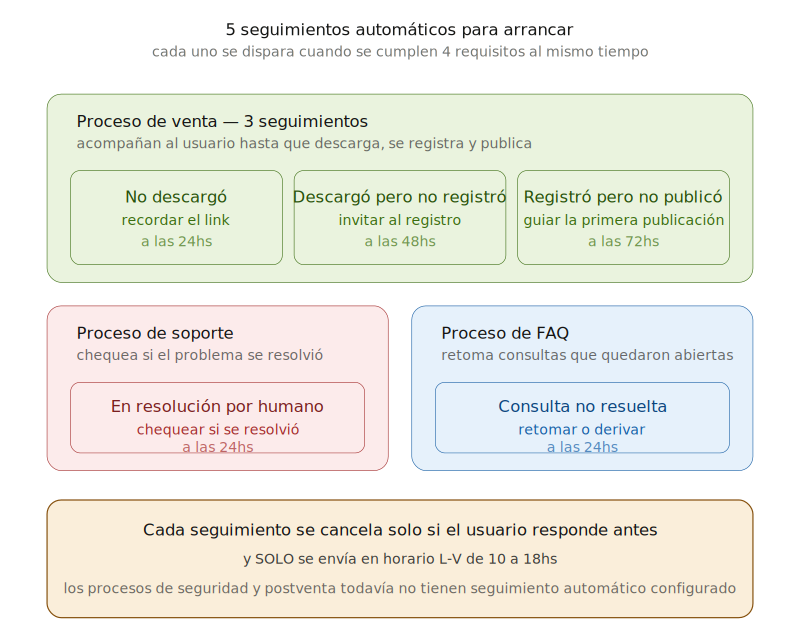 5 seguimientos automáticos para arrancar
cada uno se dispara cuando se cumplen 4 requisitos al mismo tiempo
Proceso de venta — 3 seguimientos
acompañan al usuario hasta que descarga, se registra y publica
No descargó
recordar el link
a las 24hs
Descargó pero no registró
invitar al registro
a las 48hs
Registró pero no publicó
guiar la primera publicación
a las 72hs
Proceso de soporte
chequea si el problema se resolvió
En resolución por humano
chequear si se resolvió
a las 24hs
Proceso de FAQ
retoma consultas que quedaron abiertas
Consulta no resuelta
retomar o derivar
a las 24hs
Cada seguimiento se cancela solo si el usuario responde antes
y SOLO se envía en horario L-V de 10 a 18hs
los procesos de seguridad y postventa todavía no tienen seguimiento automático configurado